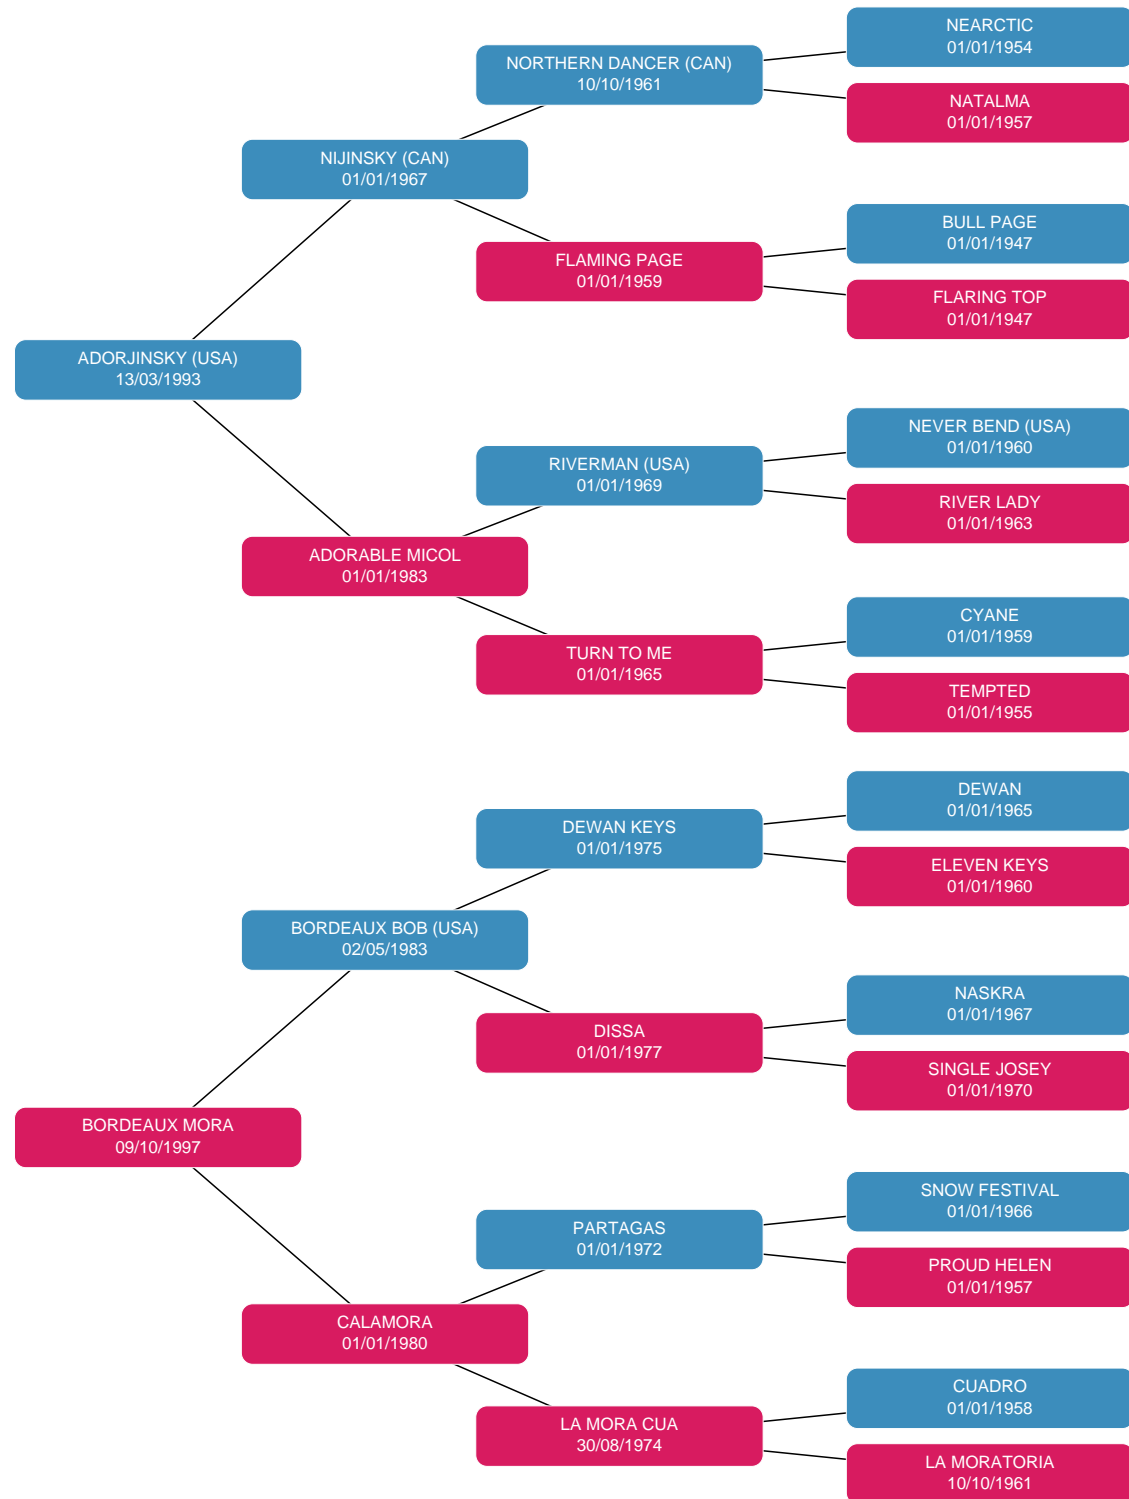 NEARCTIC
01/01/1954
NORTHERN DANCER (CAN)
10/10/1961
NATALMA
01/01/1957
NIJINSKY (CAN)
01/01/1967
BULL PAGE
01/01/1947
FLAMING PAGE
01/01/1959
FLARING TOP
01/01/1947
ADORJINSKY (USA)
13/03/1993
NEVER BEND (USA)
01/01/1960
RIVERMAN (USA)
01/01/1969
RIVER LADY
01/01/1963
ADORABLE MICOL
01/01/1983
CYANE
01/01/1959
TURN TO ME
01/01/1965
TEMPTED
01/01/1955
DEWAN
01/01/1965
DEWAN KEYS
01/01/1975
ELEVEN KEYS
01/01/1960
BORDEAUX BOB (USA)
02/05/1983
NASKRA
01/01/1967
DISSA
01/01/1977
SINGLE JOSEY
01/01/1970
BORDEAUX MORA
09/10/1997
SNOW FESTIVAL
01/01/1966
PARTAGAS
01/01/1972
PROUD HELEN
01/01/1957
CALAMORA
01/01/1980
CUADRO
01/01/1958
LA MORA CUA
30/08/1974
LA MORATORIA
10/10/1961